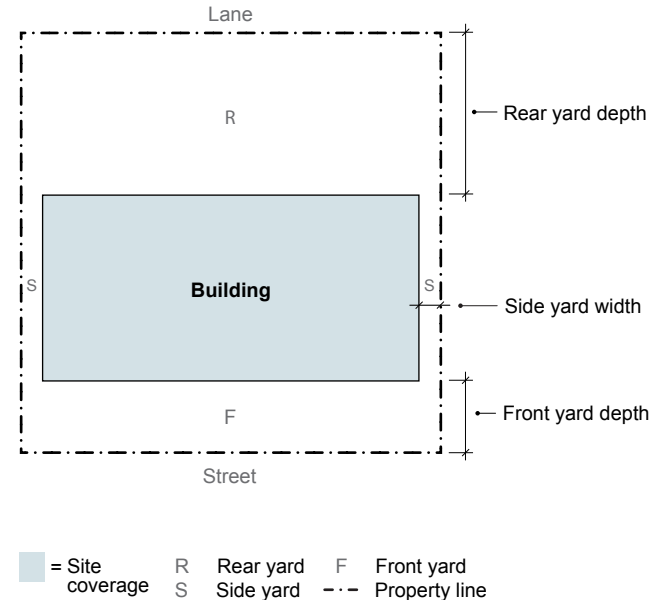 Lane
R
Rear yard depth
S
Building
S
Side yard width
F
Front yard depth
Street
= Site coverage
R Rear yard
F Front yard
S Side yard
Property line